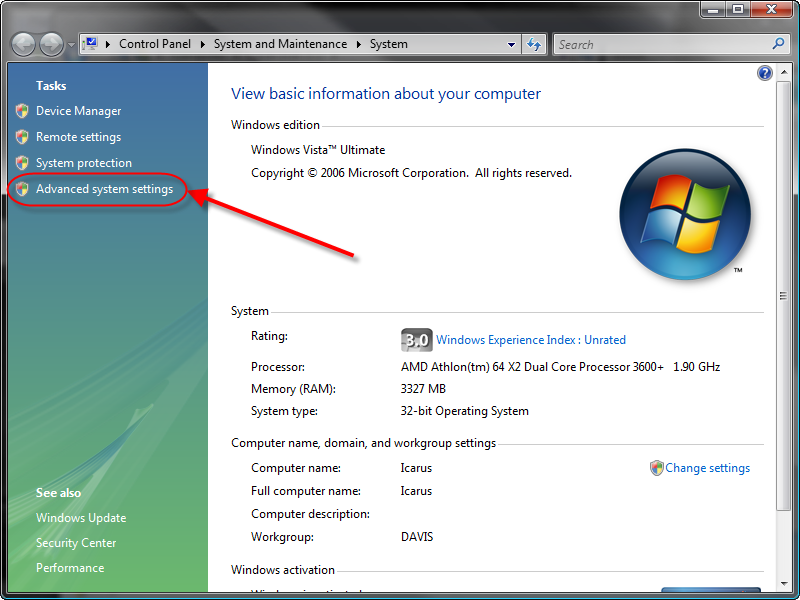 Control Panel System and Maintenance System Search
Tasks
Device Manager
Remote settings
System protection
Advanced system settings
See also
Windows Update
Security Center
Performance
View basic information about your computer
Windows edition
Windows Vista™ Ultimate
Copyright © 2006 Microsoft Corporation. All rights reserved.
TM
System
Rating: 3.0 Windows Experience Index : Unrated
Processor: AMD Athlon(tm) 64 X2 Dual Core Processor 3600+ 1.90 GHz
Memory (RAM): 3327 MB
System type: 32-bit Operating System
Computer name, domain, and workgroup settings
Computer name: Icarus Change settings
Full computer name: Icarus
Computer description:
Workgroup: DAVIS
Windows activation